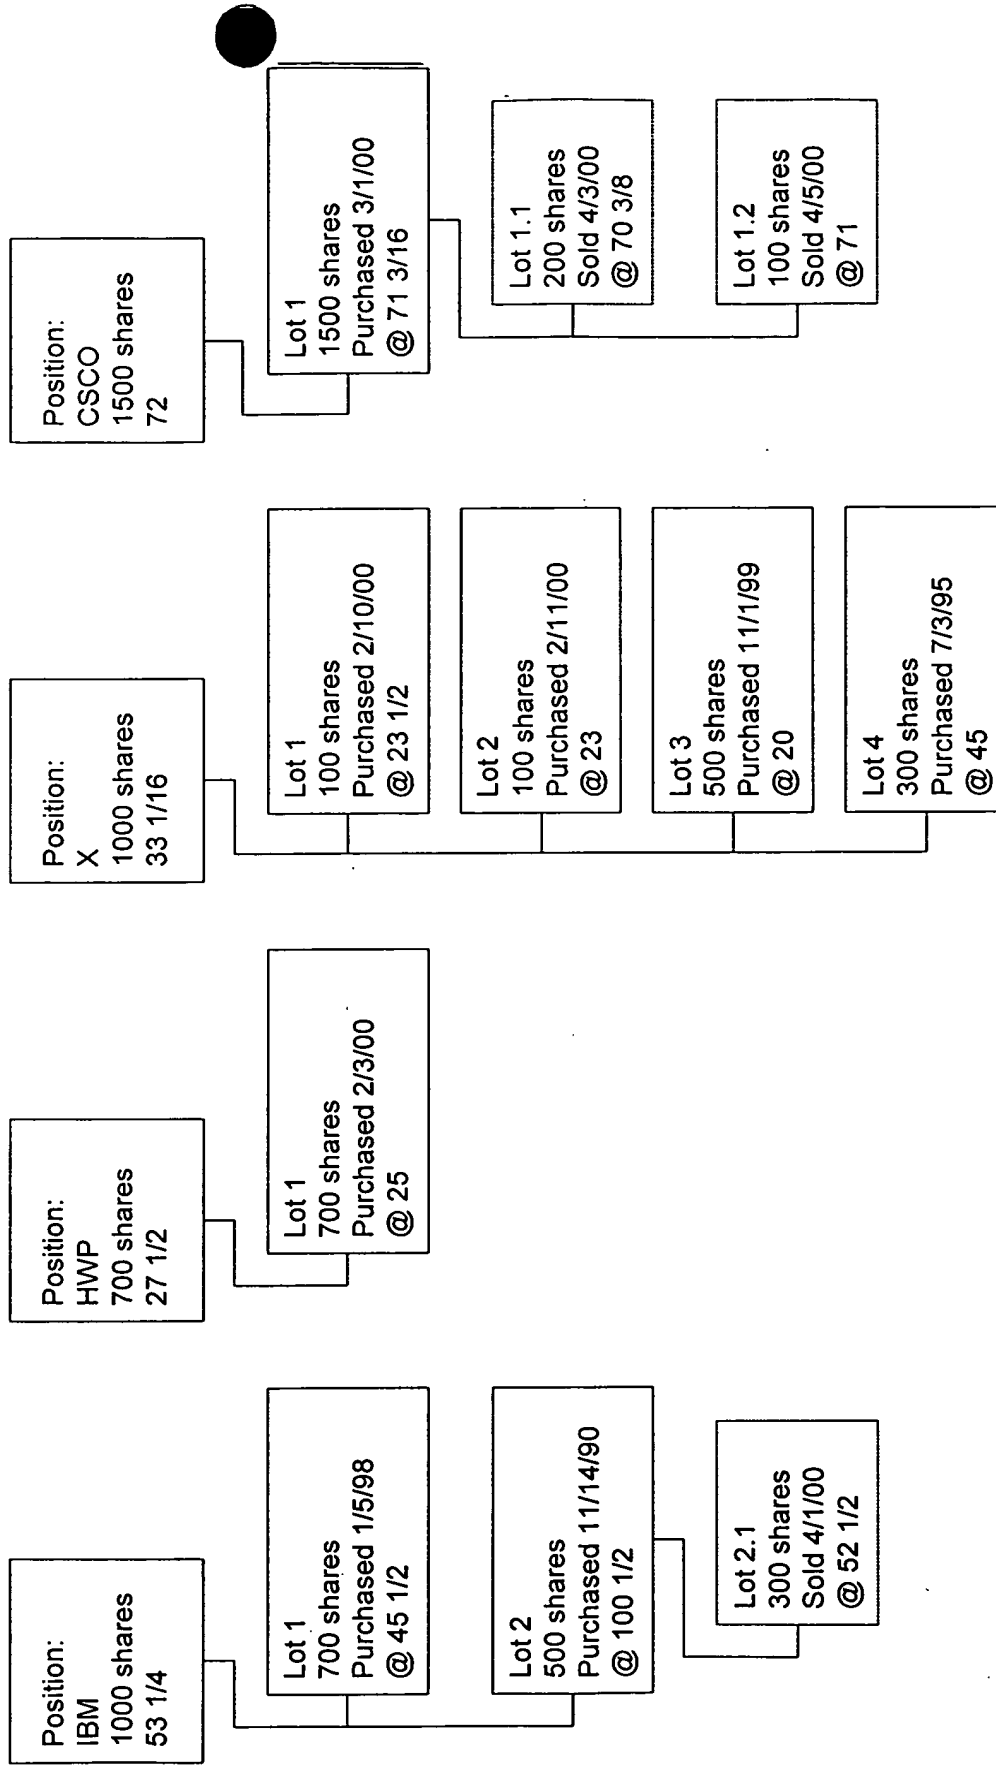 Position:
IBM
1000 shares
53 1/4
Lot 1
700 shares
Purchased 1/5/98
@ 45 1/2
Lot 2
500 shares
Purchased 11/14/90
@ 100 1/2
Lot 2.1
300 shares
Sold 4/1/00
@ 52 1/2
Position:
HWP
700 shares
27 1/2
Lot 1
700 shares
Purchased 2/3/00
@ 25
Position:
X
1000 shares
33 1/16
Lot 1
100 shares
Purchased 2/10/00
@ 23 1/2
Lot 2
100 shares
Purchased 2/11/00
@ 23
Lot 3
500 shares
Purchased 11/1/99
@ 20
Lot 4
300 shares
Purchased 7/3/95
@ 45
Position:
CSCO
1500 shares
72
Lot 1
1500 shares
Purchased 3/1/00
@ 71 3/16
Lot 1.1
200 shares
Sold 4/3/00
@ 70 3/8
Lot 1.2
100 shares
Sold 4/5/00
@ 71